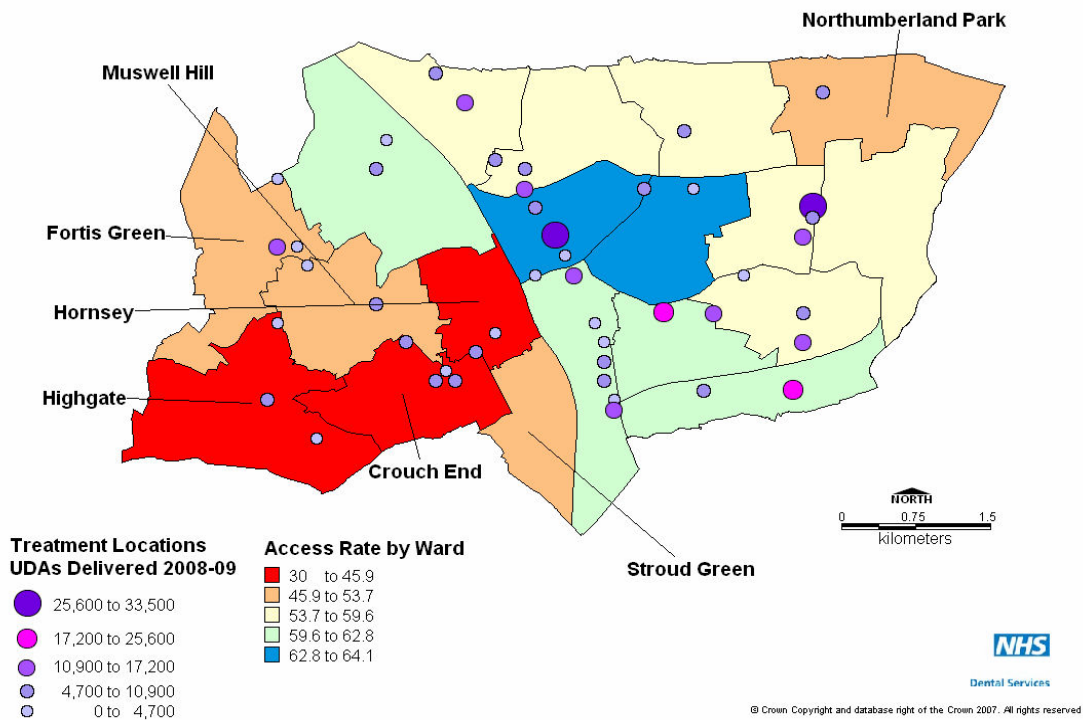 Northumberland Park
Muswell Hill
Fortis Green
Hornsey
Highgate
Crouch End
Stroud Green
NORTH
0 0.75 1.5
kilometers
Treatment Locations
UDAs Delivered 2008-09
25,600 to 33,500
17,200 to 25,600
10,900 to 17,200
4,700 to 10,900
0 to 4,700
Access Rate by Ward
30 to 45.9
45.9 to 53.7
53.7 to 59.6
59.6 to 62.8
62.8 to 64.1
NHS
Dental Services
© Crown Copyright and database right of the Crown 2007. All rights reserved